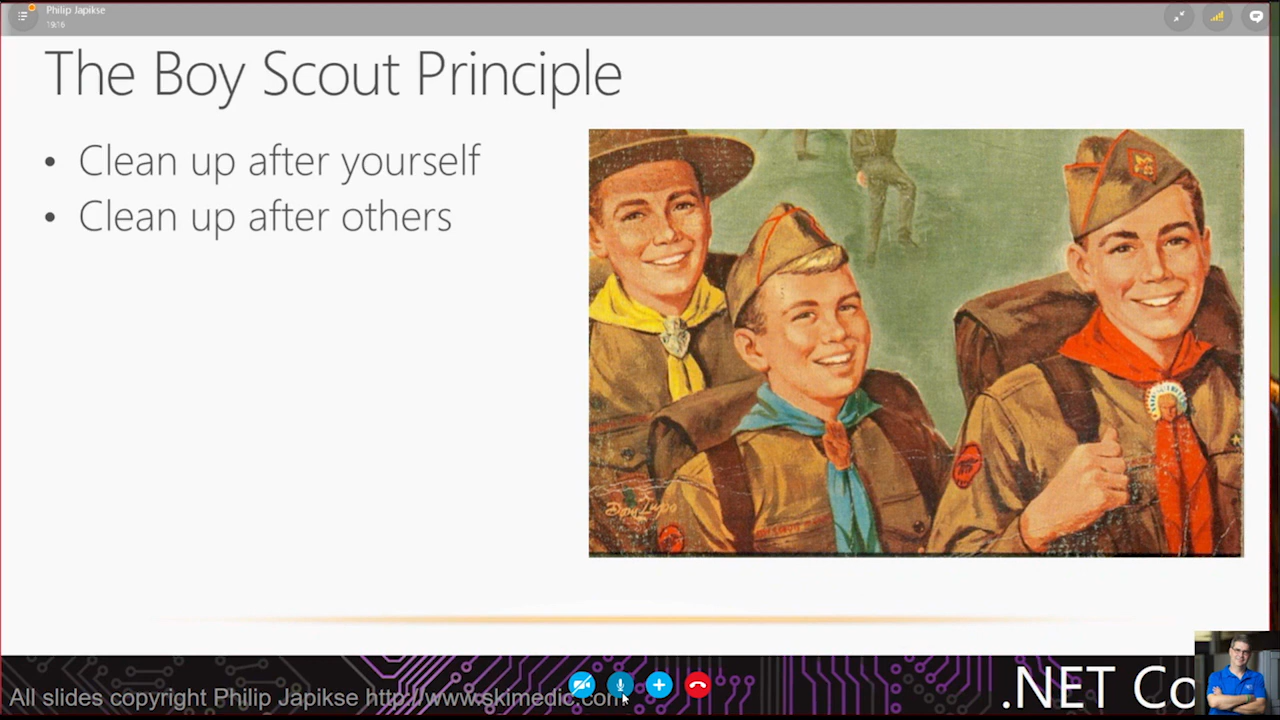 Philip Japikse
19:16
The Boy Scout Principle
• Clean up after yourself
• Clean up after others
All slides copyright Philip Japikse http://www.skimedic.com
.NET Co